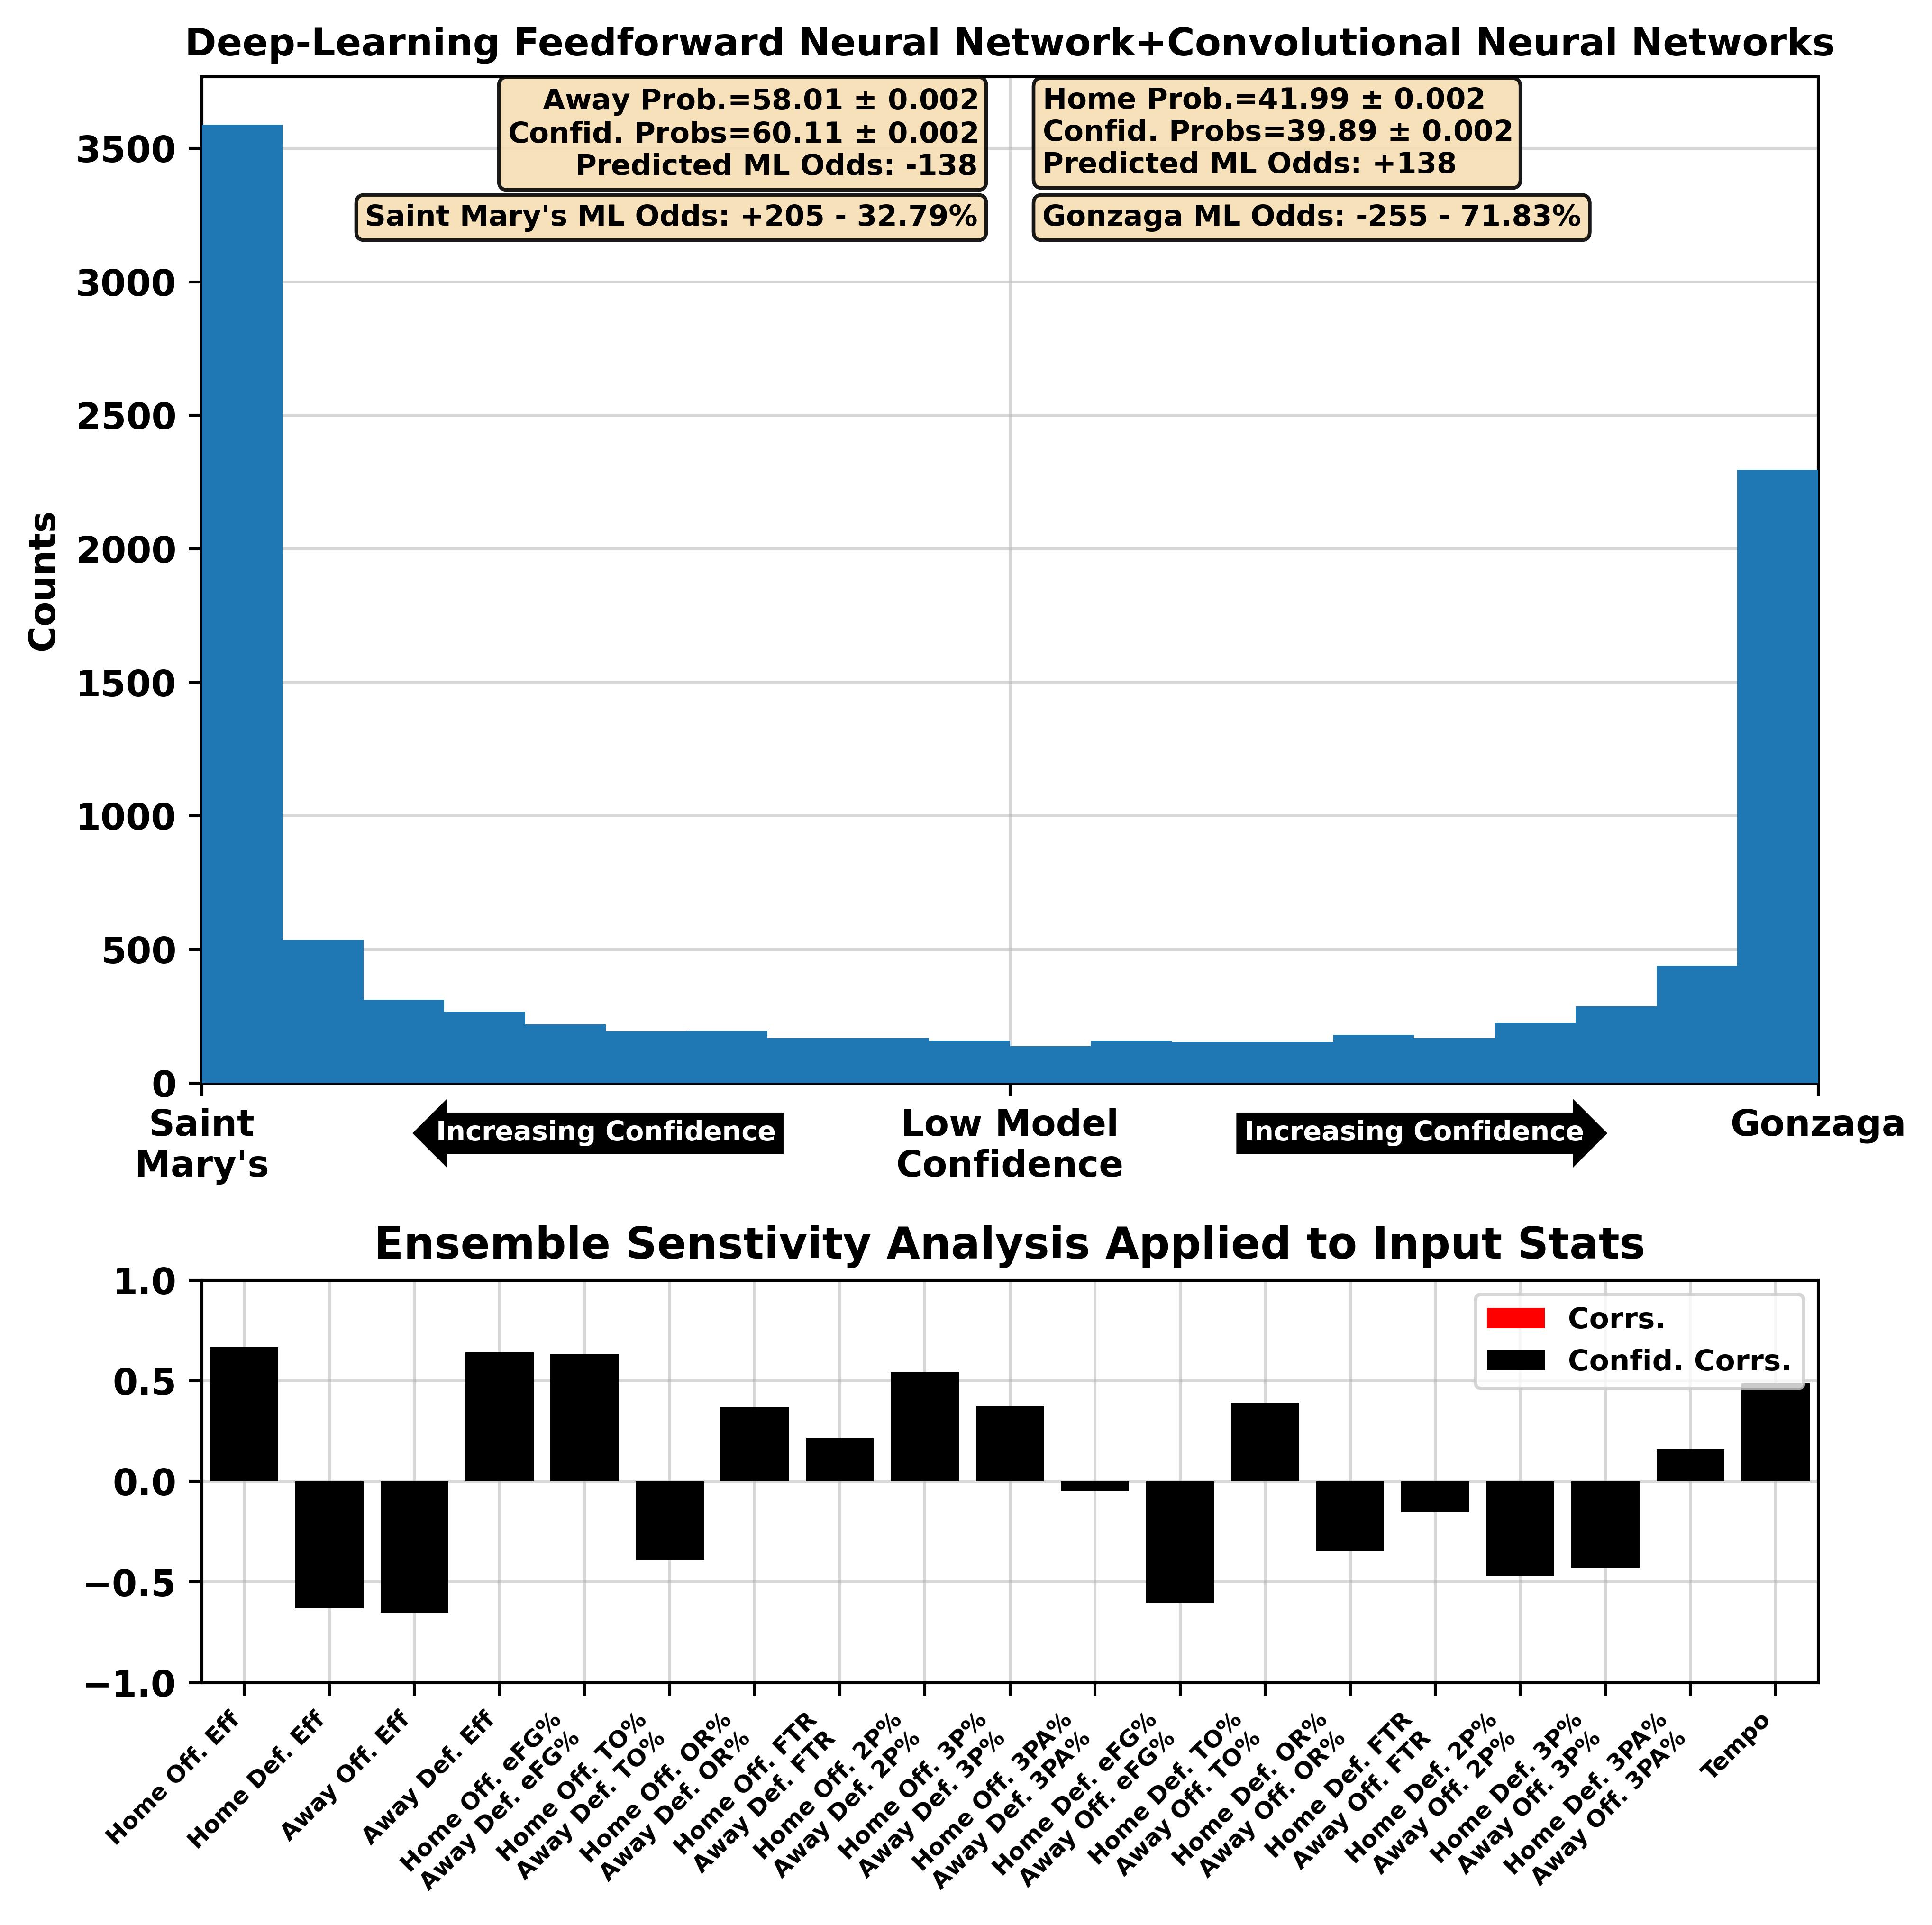 Deep-Learning Feedforward Neural Network+Convolutional Neural Networks
Away Prob.=58.01 ± 0.002
Confid. Probs=60.11 ± 0.002
Predicted ML Odds: -138
Home Prob.=41.99 ± 0.002
Confid. Probs=39.89 ± 0.002
Predicted ML Odds: +138
Saint Mary's ML Odds: +205 - 32.79%
Gonzaga ML Odds: -255 - 71.83%
Counts
3500
3000
2500
2000
1500
1000
500
0
Saint
Mary's
Increasing Confidence
Low Model
Confidence
Increasing Confidence
Gonzaga
Ensemble Senstivity Analysis Applied to Input Stats
1.0
0.5
0.0
−0.5
−1.0
Corrs.
Confid. Corrs.
Home Off. Eff
Home Def. Eff
Away Off. Eff
Away Def. Eff
Home Off. eFG%
Away Def. eFG%
Home Off. TO%
Away Def. TO%
Home Off. OR%
Away Def. OR%
Home Off. FTR
Away Def. FTR
Home Off. 2P%
Away Def. 2P%
Home Off. 3P%
Away Def. 3P%
Home Off. 3PA%
Away Def. 3PA%
Home Def. eFG%
Away Off. eFG%
Home Def. TO%
Away Off. TO%
Home Def. OR%
Away Off. OR%
Home Def. FTR
Away Off. FTR
Home Def. 2P%
Away Off. 2P%
Home Def. 3P%
Away Off. 3P%
Home Def. 3PA%
Away Off. 3PA%
Tempo